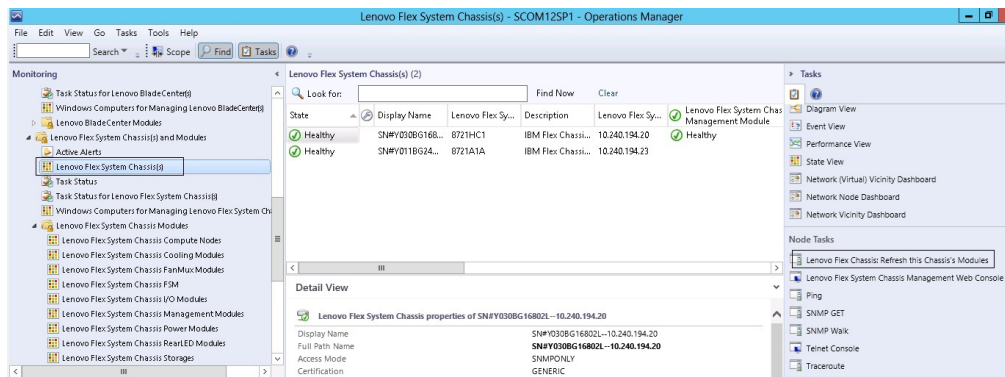 Lenovo Flex System Chassis(s) - SCOM12SP1 - Operations Manager
File Edit View Go Tasks Tools Help
Search Scope Find Tasks
Monitoring
Task Status for Lenovo BladeCenter(s)
Windows Computers for Managing Lenovo BladeCenter(s)
Lenovo BladeCenter Modules
Lenovo Flex System Chassis(s) and Modules
Active Alerts
Lenovo Flex System Chassis(s)
Task Status
Task Status for Lenovo Flex System Chassis(s)
Windows Computers for Managing Lenovo Flex System Ch
Lenovo Flex System Chassis Modules
Lenovo Flex System Chassis Compute Nodes
Lenovo Flex System Chassis Cooling Modules
Lenovo Flex System Chassis FanMux Modules
Lenovo Flex System Chassis FSM
Lenovo Flex System Chassis I/O Modules
Lenovo Flex System Chassis Management Modules
Lenovo Flex System Chassis Power Modules
Lenovo Flex System Chassis RearLED Modules
Lenovo Flex System Chassis Storages
Lenovo Flex System Chassis(s) (2)
Look for: Find Now Clear
State Display Name Lenovo Flex Sy... Description Lenovo Flex Sy... Lenovo Flex System Chas
Management Module
Healthy SN#Y030BG168... 8721HC1 IBM Flex Chassi... 10.240.194.20 Healthy
Healthy SN#Y011BG24... 8721A1A IBM Flex Chassi... 10.240.194.23
Detail View
Lenovo Flex System Chassis properties of SN#Y030BG16802L--10.240.194.20
Display Name SN#Y030BG16802L--10.240.194.20
Full Path Name SN#Y030BG16802L--10.240.194.20
Access Mode SNMPONLY
Certification GENERIC
Tasks
Diagram View
Event View
Performance View
State View
Network (Virtual) Vicinity Dashboard
Network Node Dashboard
Network Vicinity Dashboard
Node Tasks
Lenovo Flex Chassis: Refresh this Chassis's Modules
Lenovo Flex System Chassis Management Web Console
Ping
SNMP GET
SNMP Walk
Telnet Console
Traceroute